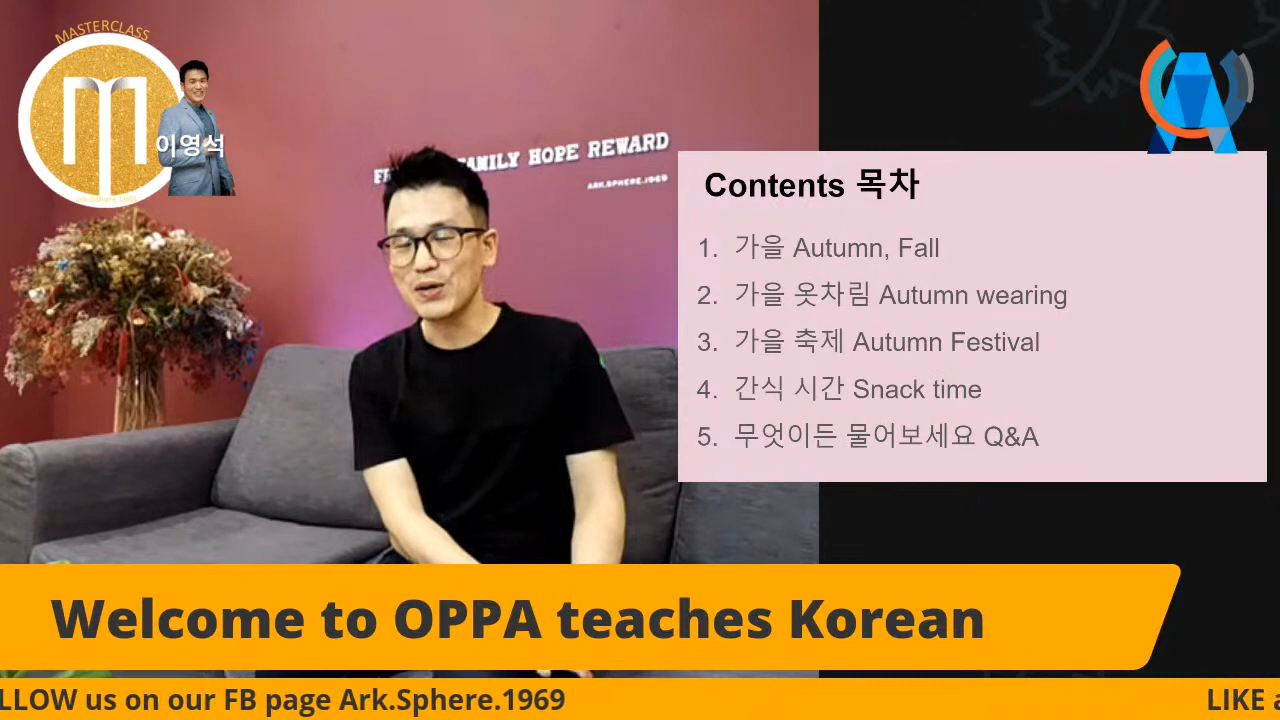 MASTERCLASS
이영석
FAMILY HOPE REWARD
ARK.SPHERE.1969
Contents 목차
1. 가을 Autumn, Fall
2. 가을 옷차림 Autumn wearing
3. 가을 축제 Autumn Festival
4. 간식 시간 Snack time
5. 무엇이든 물어보세요 Q&A
Welcome to OPPA teaches Korean
LLOW us on our FB page Ark.Sphere.1969
LIKE